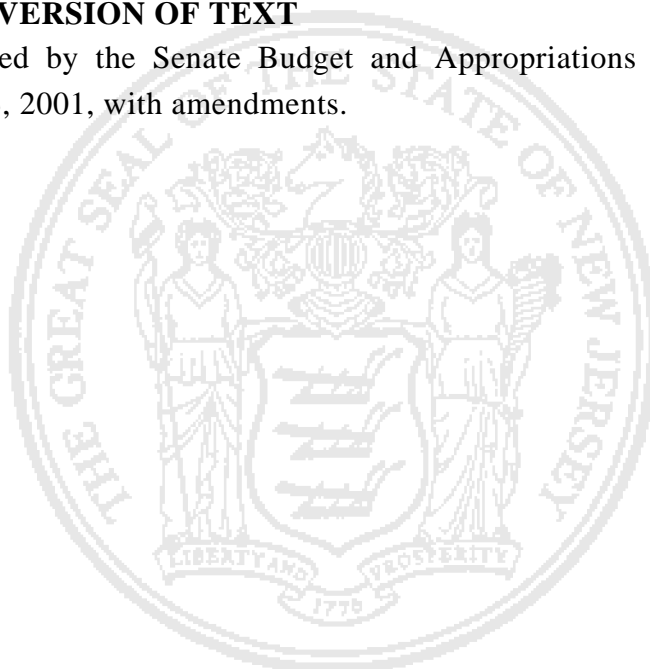 VERSION OF TEXT
ed by the Senate Budget and Appropriations
, 2001, with amendments.
THE GREAT SEAL OF THE STATE OF NEW JERSEY
LIBERTY AND PROSPERITY
1776